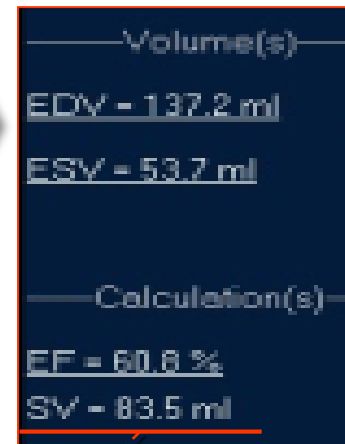 Volume(s)
EDV = 137.2 ml
ESV = 53.7 ml
Calculation(s)
EF = 60.8 %
SV = 83.5 ml